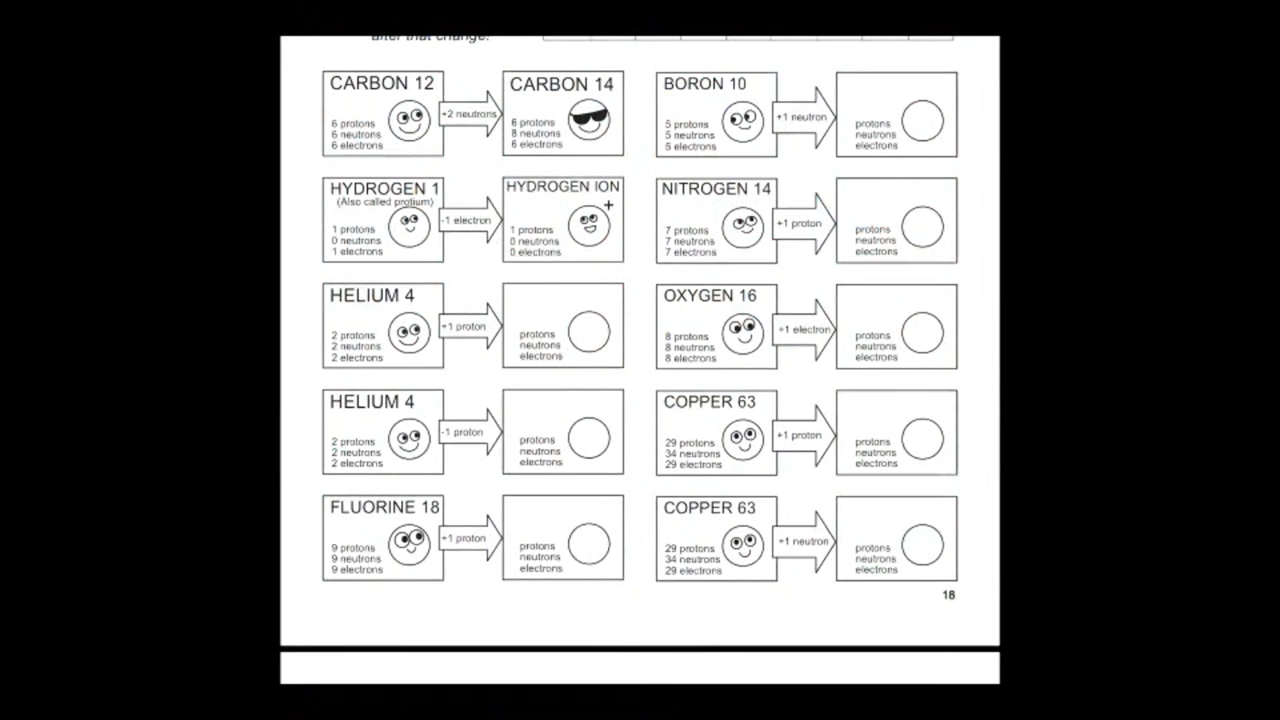 after that change.
CARBON 12
6 protons
6 neutrons
6 electrons
+2 neutrons
CARBON 14
6 protons
8 neutrons
6 electrons
BORON 10
5 protons
5 neutrons
5 electrons
+1 neutron
protons
neutrons
electrons
HYDROGEN 1
(Also called protium)
1 protons
0 neutrons
1 electrons
-1 electron
HYDROGEN ION
+
1 protons
0 neutrons
0 electrons
NITROGEN 14
7 protons
7 neutrons
7 electrons
+1 proton
protons
neutrons
electrons
HELIUM 4
2 protons
2 neutrons
2 electrons
+1 proton
protons
neutrons
electrons
OXYGEN 16
8 protons
8 neutrons
8 electrons
+1 electron
protons
neutrons
electrons
HELIUM 4
2 protons
2 neutrons
2 electrons
-1 proton
protons
neutrons
electrons
COPPER 63
29 protons
34 neutrons
29 electrons
+1 proton
protons
neutrons
electrons
FLUORINE 18
9 protons
9 neutrons
9 electrons
+1 proton
protons
neutrons
electrons
COPPER 63
29 protons
34 neutrons
29 electrons
+1 neutron
protons
neutrons
electrons
18